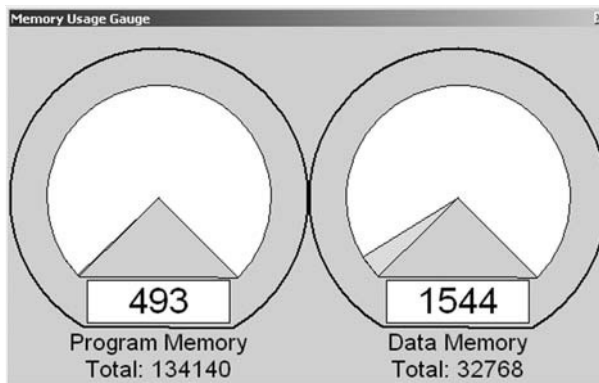 Memory Usage Gauge
493
Program Memory
Total: 134140
1544
Data Memory
Total: 32768